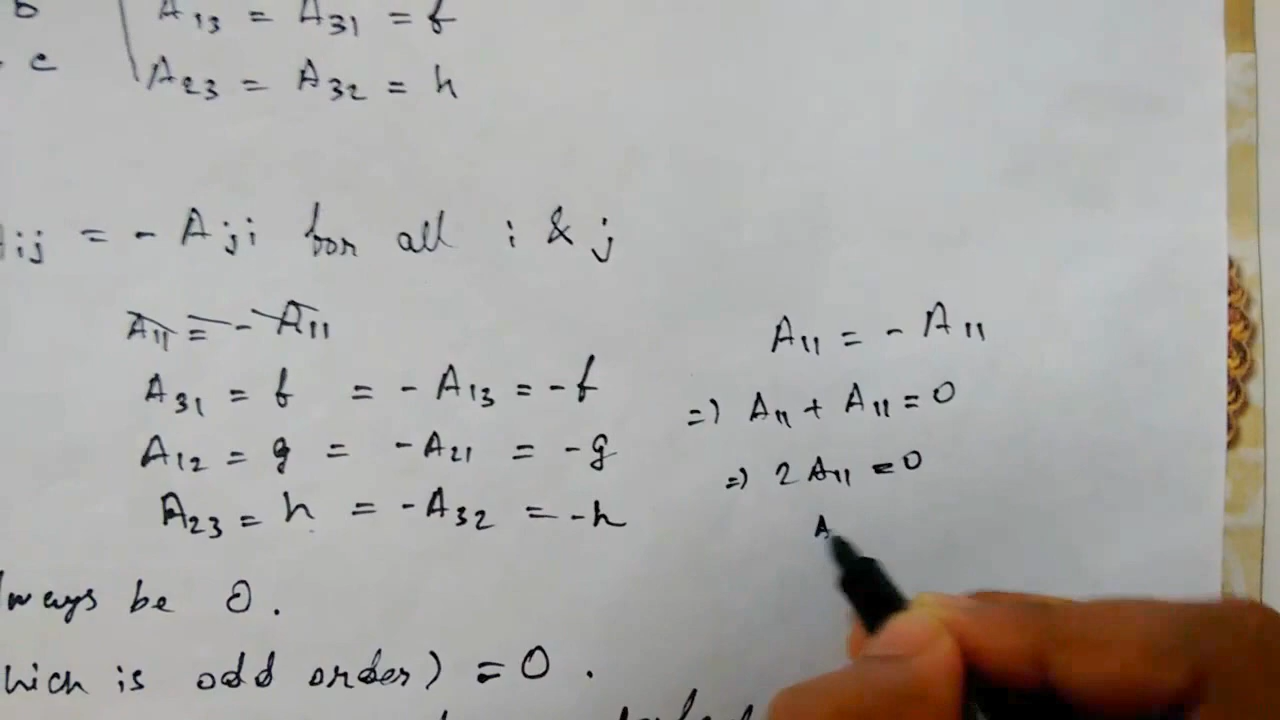 b A13 = A31 = f
c A23 = A32 = h
Aij = - Aji for all i & j
A11 = - A11
A31 = f = - A13 = - f
A12 = g = - A21 = - g
A23 = h = - A32 = - h
A11 = - A11
=) A11 + A11 = 0
=) 2 A11 = 0
A
ways be 0.
hich is odd order) = 0.